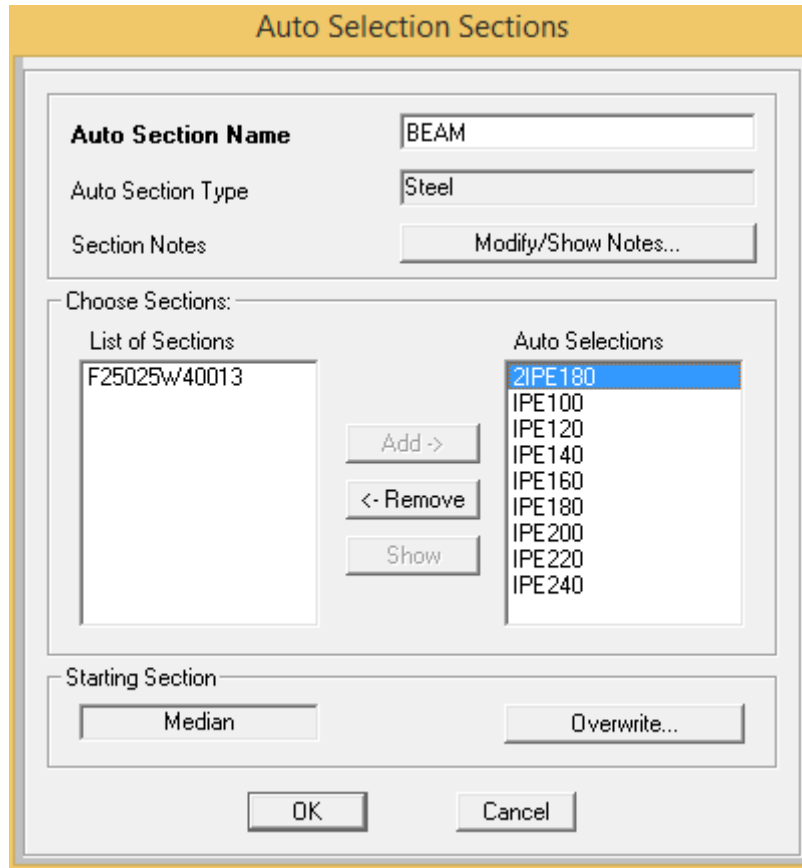 Auto Selection Sections
Auto Section Name
BEAM
Auto Section Type
Steel
Section Notes
Modify/Show Notes...
Choose Sections:
List of Sections
F25025W40013
Add ->
<- Remove
Show
Auto Selections
2IPE180
IPE100
IPE120
IPE140
IPE160
IPE180
IPE200
IPE220
IPE240
Starting Section
Median
Overwrite...
OK
Cancel